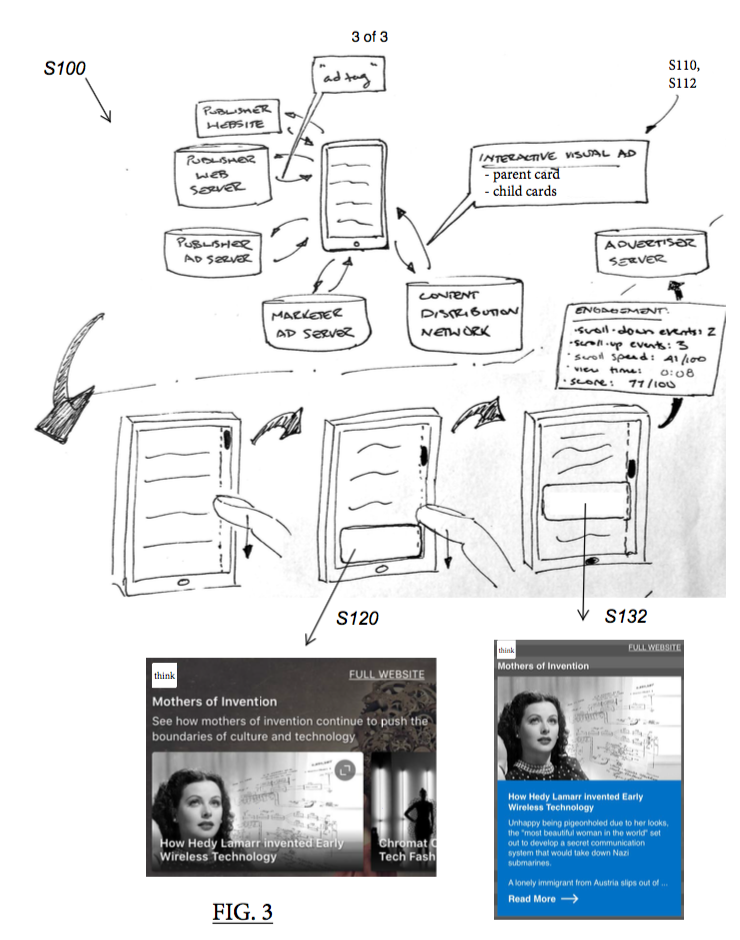 3 of 3
S100
"ad tag"
S110,
S112
PUBLISHER
WEBSITE
PUBLISHER
WEB
SERVER
INTERACTIVE VISUAL AD
- parent card
- child cards
PUBLISHER
AD SERVER
ADVERTISER
SERVER
MARKETER
AD SERVER
CONTENT
DISTRIBUTION
NETWORK
ENGAGEMENT:
· scroll-down events: 2
· scroll-up events: 3
· scroll speed: 41/100
· view time: 0:08
· score: 77/100
S120
S132
think
FULL WEBSITE
Mothers of Invention
See how mothers of invention continue to push the
boundaries of culture and technology
How Hedy Lamarr invented Early
Wireless Technology
Chromat C
Tech Fash
think
FULL WEBSITE
Mothers of Invention
How Hedy Lamarr invented Early
Wireless Technology
Unhappy being pigeonholed due to her looks,
the "most beautiful woman in the world" set
out to develop a secret communication
system that would take down Nazi
submarines.
A lonely immigrant from Austria slips out of ...
Read More
FIG. 3